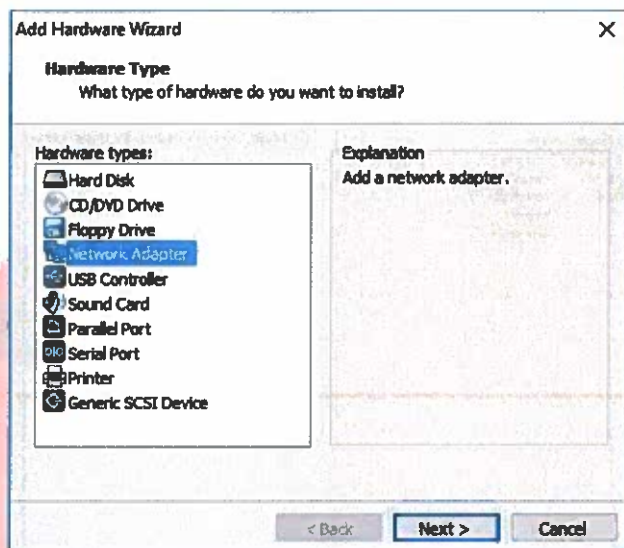 Add Hardware Wizard
Hardware Type
What type of hardware do you want to install?
Hardware types:
Hard Disk
CD/DVD Drive
Floppy Drive
Network Adapter
USB Controller
Sound Card
Parallel Port
Serial Port
Printer
Generic SCSI Device
Explanation
Add a network adapter.
< Back
Next >
Cancel